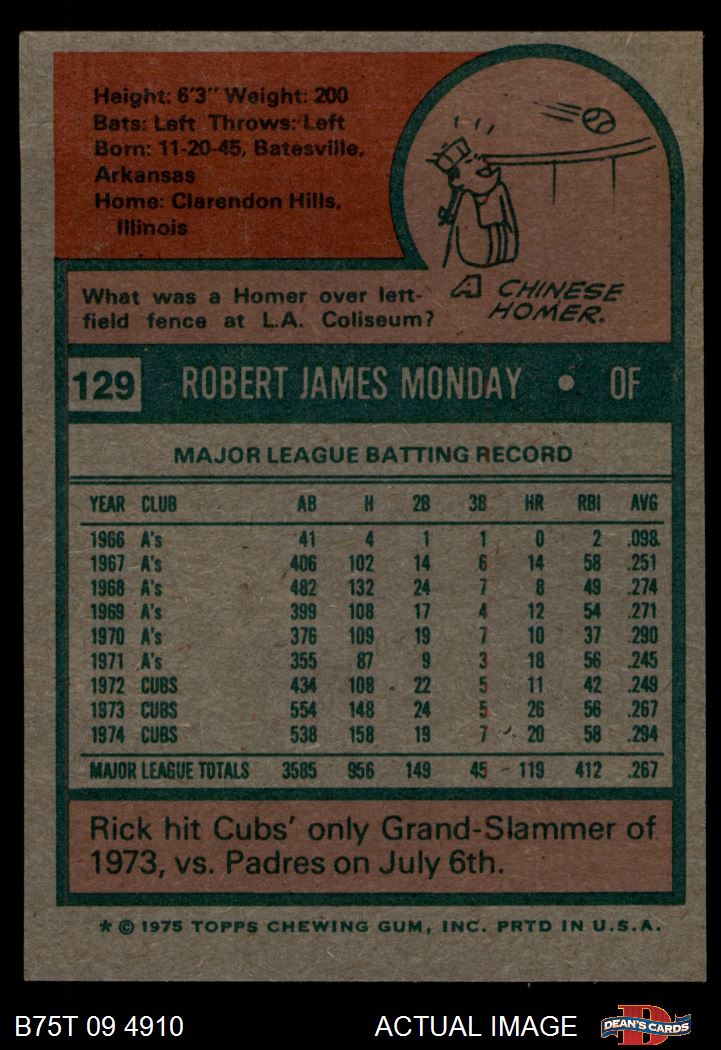 Height: 6'3" Weight: 200
Bats: Left Throws: Left
Born: 11-20-45, Batesville,
Arkansas
Home: Clarendon Hills,
Illinois
What was a Homer over left-
field fence at L.A. Coliseum?
A CHINESE
HOMER.
129 ROBERT JAMES MONDAY • OF
MAJOR LEAGUE BATTING RECORD
YEAR CLUB AB H 2B 3B HR RBI AVG
1966 A's 41 4 1 1 0 2 .098
1967 A's 406 102 14 6 14 58 .251
1968 A's 482 132 24 7 8 49 .274
1969 A's 399 108 17 4 12 54 .271
1970 A's 376 109 19 7 10 37 .290
1971 A's 355 87 9 3 18 56 .245
1972 CUBS 434 108 22 5 11 42 .249
1973 CUBS 554 148 24 5 26 56 .267
1974 CUBS 538 158 19 7 20 58 .294
MAJOR LEAGUE TOTALS 3585 956 149 45 119 412 .267
Rick hit Cubs' only Grand-Slammer of
1973, vs. Padres on July 6th.
* © 1975 TOPPS CHEWING GUM, INC. PRTD IN U.S.A.
B75T 09 4910 ACTUAL IMAGE DEAN'S CARDS